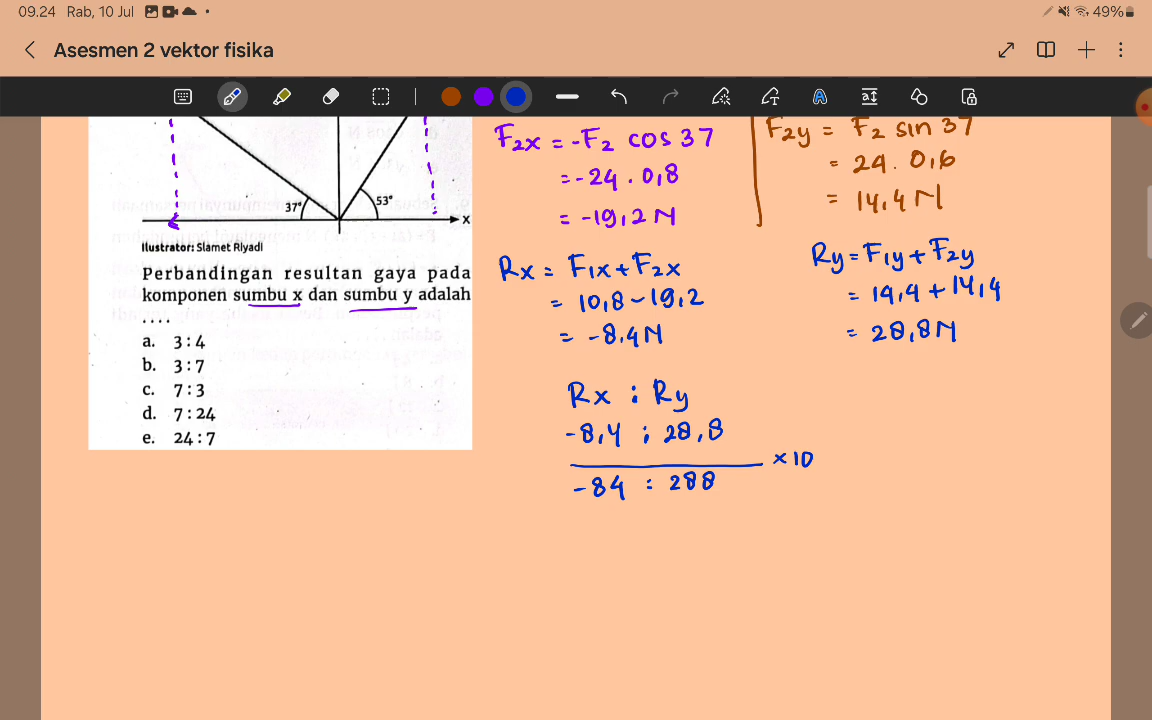 09.24 Rab, 10 Jul 49%
Asesmen 2 vektor fisika
37° 53° x
Ilustrator: Slamet Riyadi
Perbandingan resultan gaya pada
komponen sumbu x dan sumbu y adalah
....
a. 3 : 4
b. 3 : 7
c. 7 : 3
d. 7 : 24
e. 24 : 7
F2x = -F2 cos 37
= -24 . 0,8
= -19,2 N
F2y = F2 sin 37
= 24 . 0,6
= 14,4 N
Rx = F1x + F2x
= 10,8 - 19,2
= -8,4 N
Ry = F1y + F2y
= 14,4 + 14,4
= 28,8 N
Rx : Ry
-8,4 : 28,8
x 10
-84 : 288